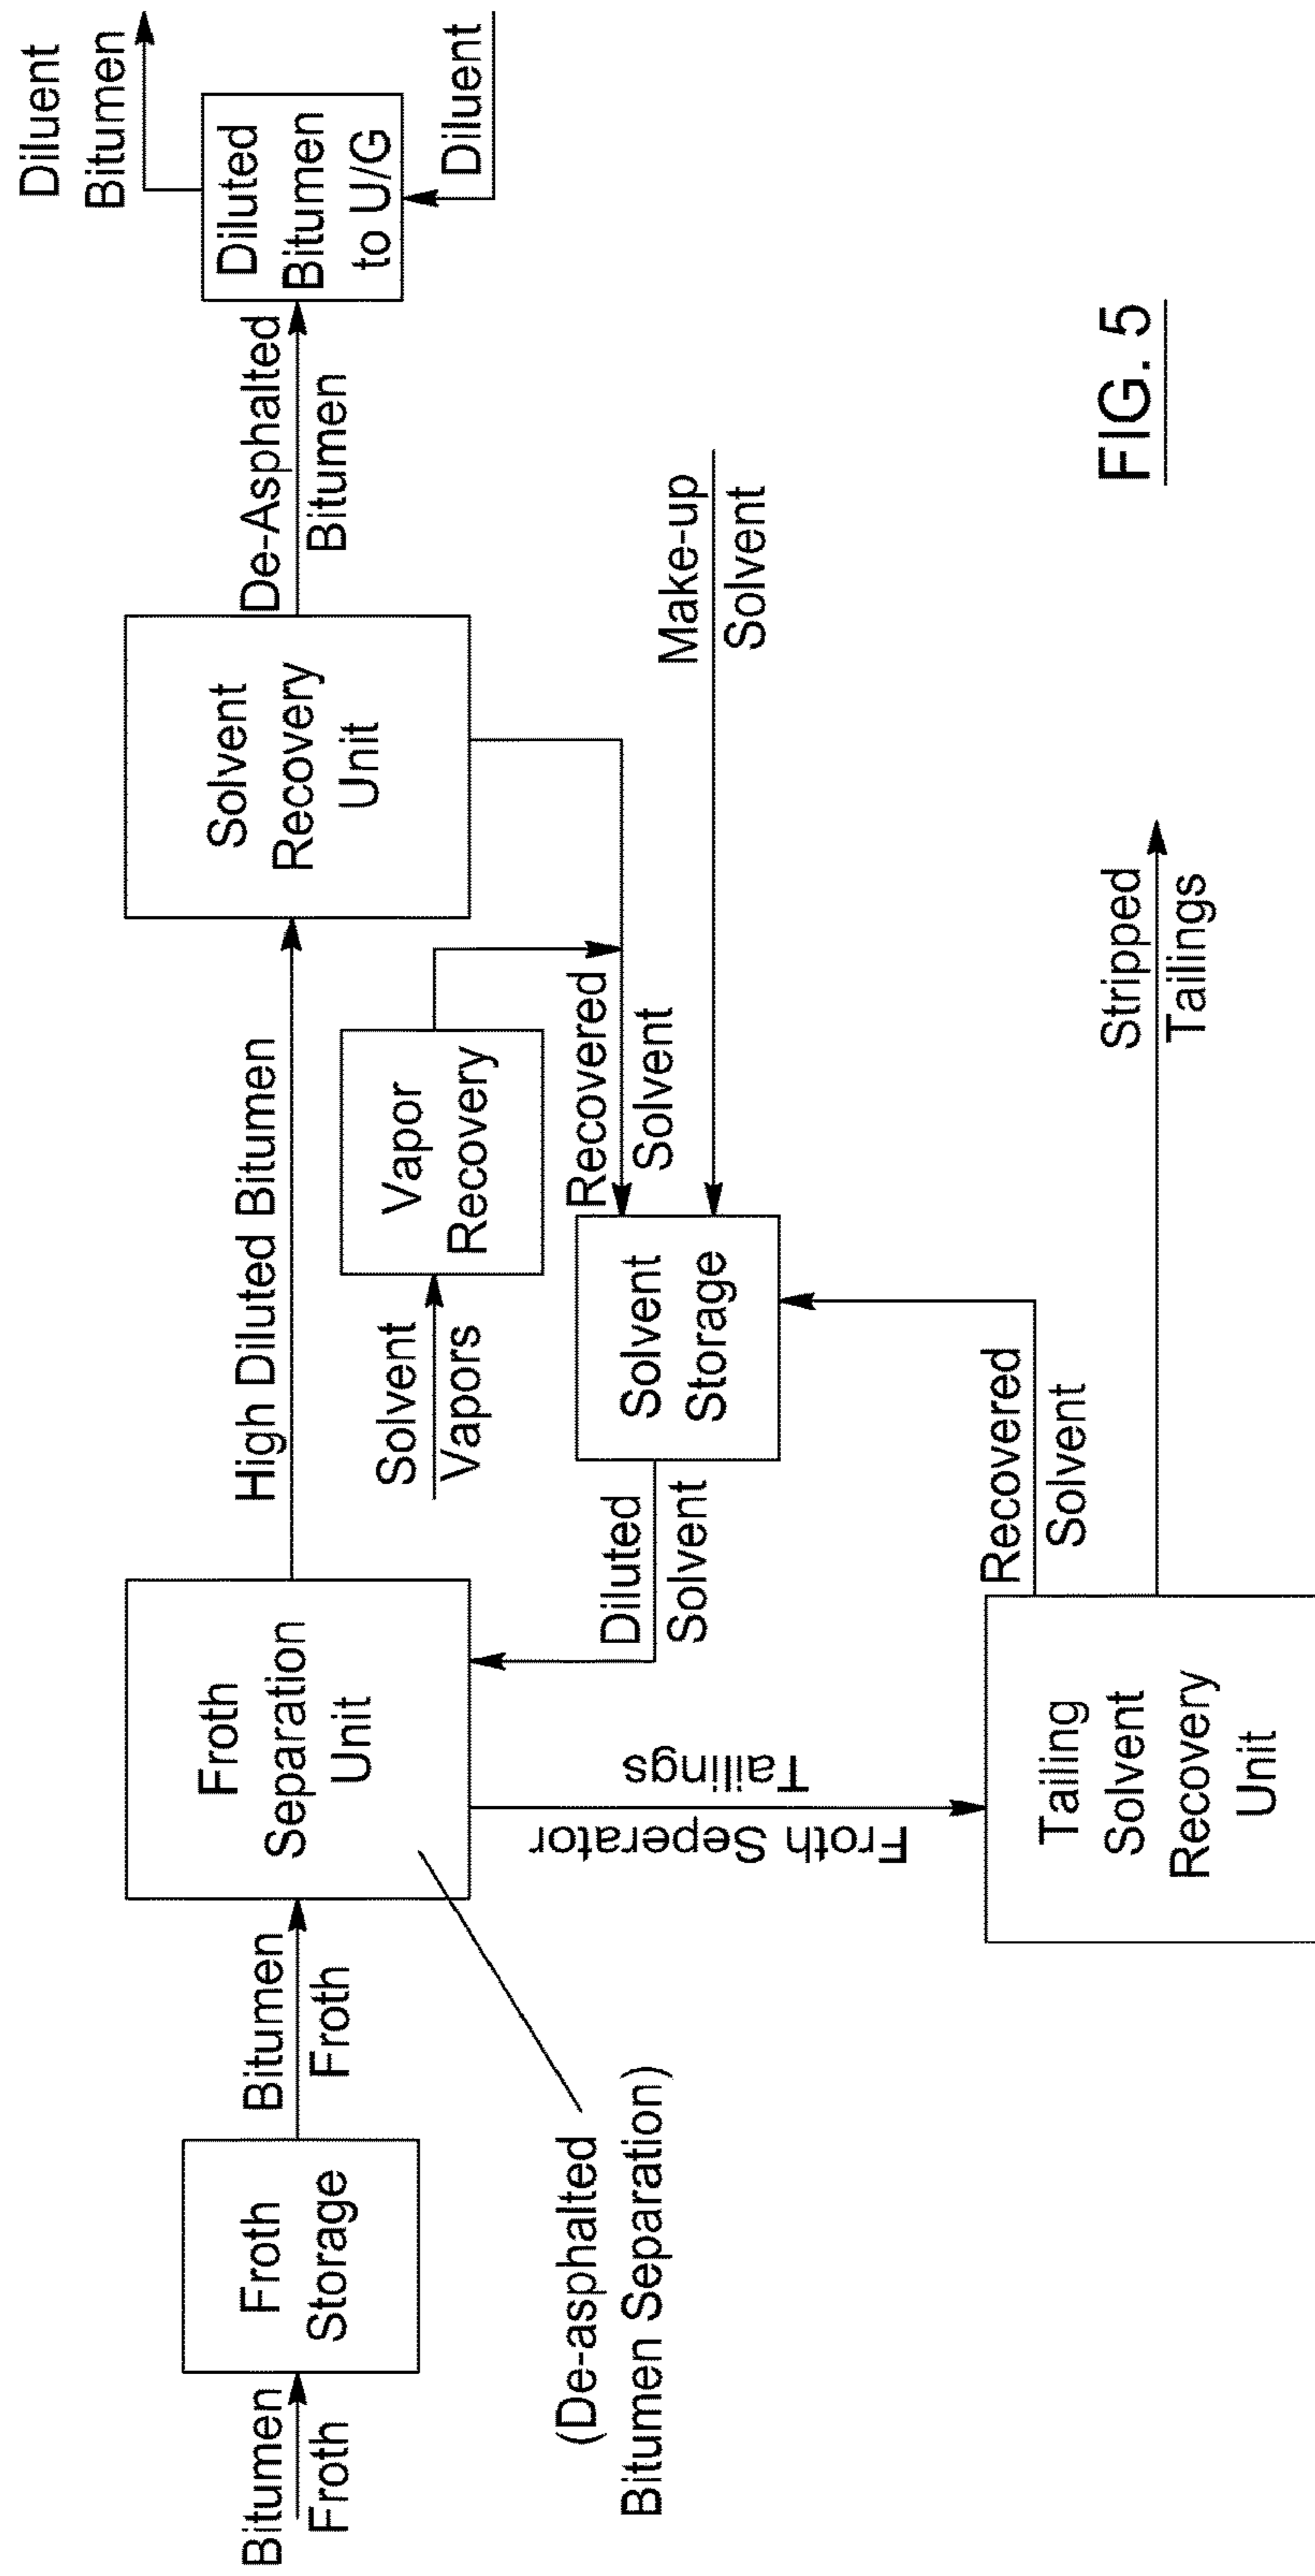 Bitumen
Froth
Froth
Storage
Bitumen
Froth
(De-asphalted
Bitumen Separation)
Froth
Separation
Unit
High Diluted Bitumen
Solvent
Recovery
Unit
De-Asphalted
Bitumen
Diluted
Bitumen
to U/G
Diluent
Bitumen
Diluent
Solvent
Vapors
Vapor
Recovery
Recovered
Solvent
Make-up
Solvent
Solvent
Storage
Diluted
Solvent
Froth Seperator
Tailings
Tailing
Solvent
Recovery
Unit
Recovered
Solvent
Stripped
Tailings
FIG. 5